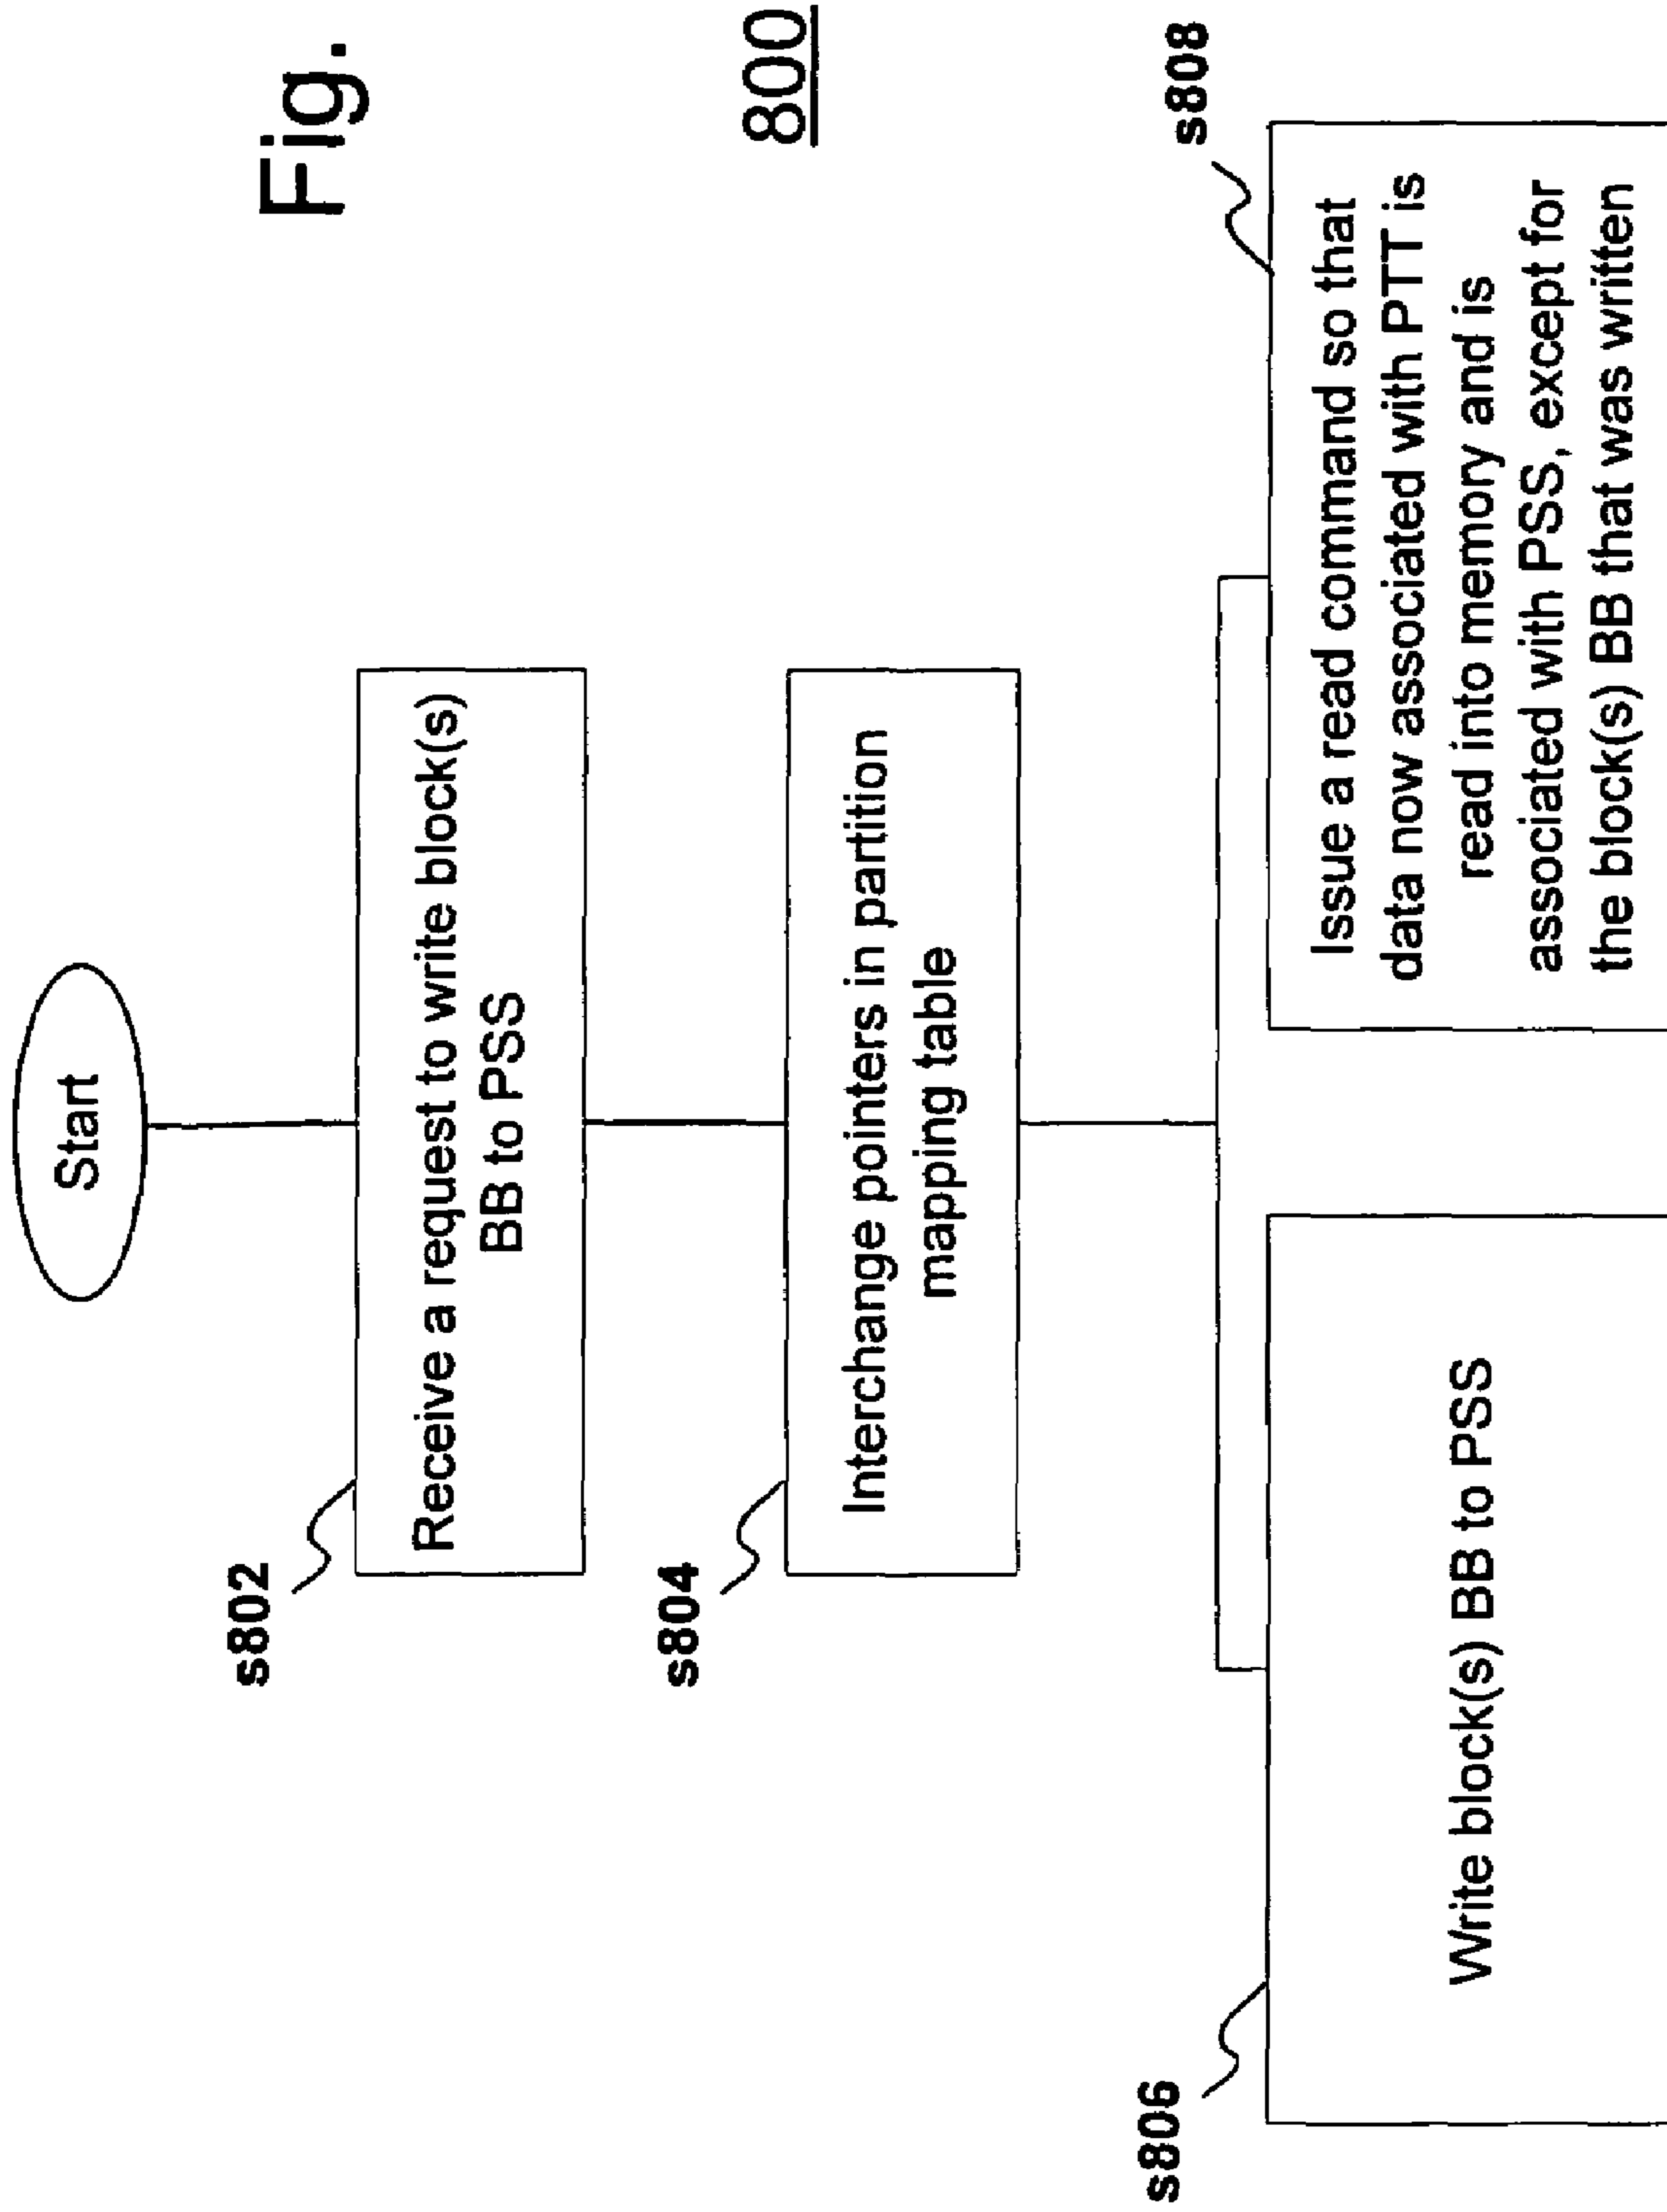 Fig.
800
Start
s802
Receive a request to write block(s)
BB to PSS
s804
Interchange pointers in partition
mapping table
s806
Write block(s) BB to PSS
s808
Issue a read command so that
data now associated with PTT is
read into memory and is
associated with PSS, except for
the block(s) BB that was written